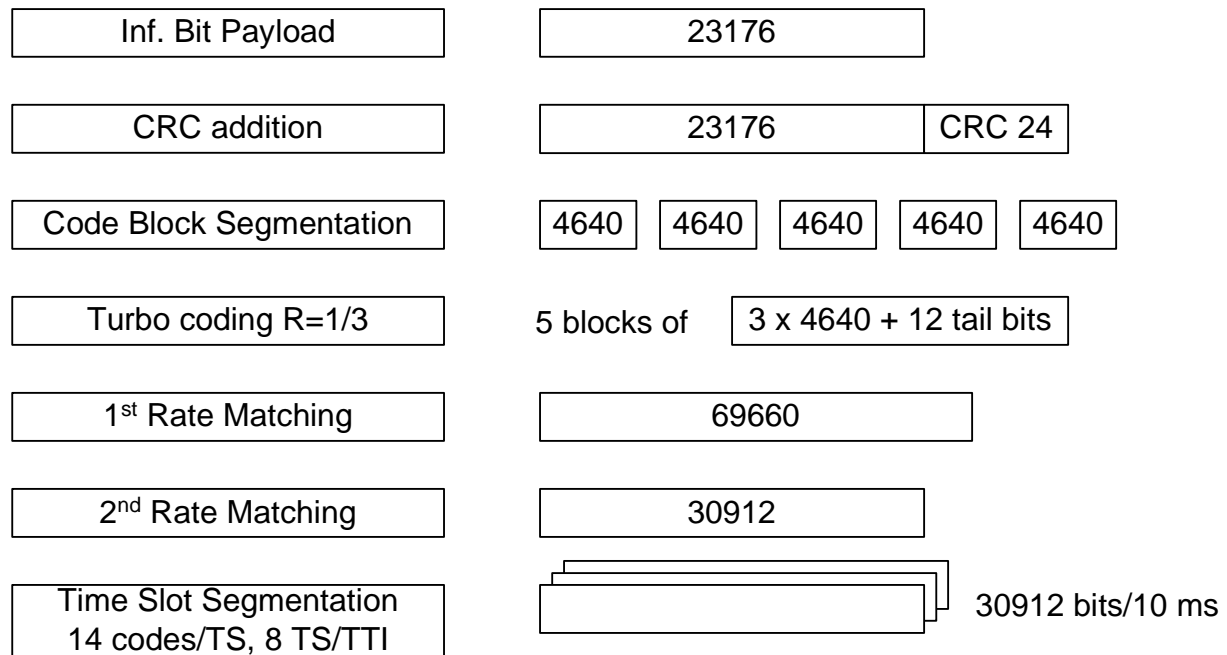 Inf. Bit Payload 23176
CRC addition 23176 CRC 24
Code Block Segmentation 4640 4640 4640 4640 4640
Turbo coding R=1/3 5 blocks of 3 x 4640 + 12 tail bits
1st Rate Matching 69660
2nd Rate Matching 30912
Time Slot Segmentation
14 codes/TS, 8 TS/TTI
30912 bits/10 ms